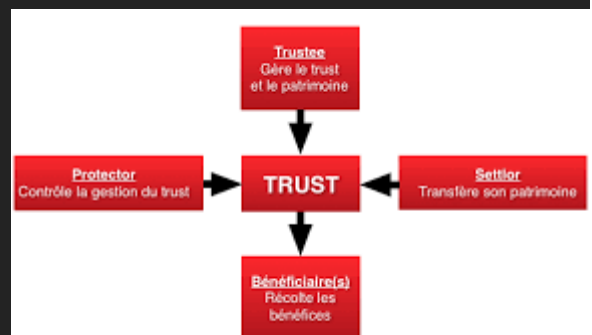 Trustee
Gère le trust
et le patrimoine
Protector
Contrôle la gestion du trust
TRUST
Settlor
Transfère son patrimoine
Bénéficiaire(s)
Récolte les
bénéfices